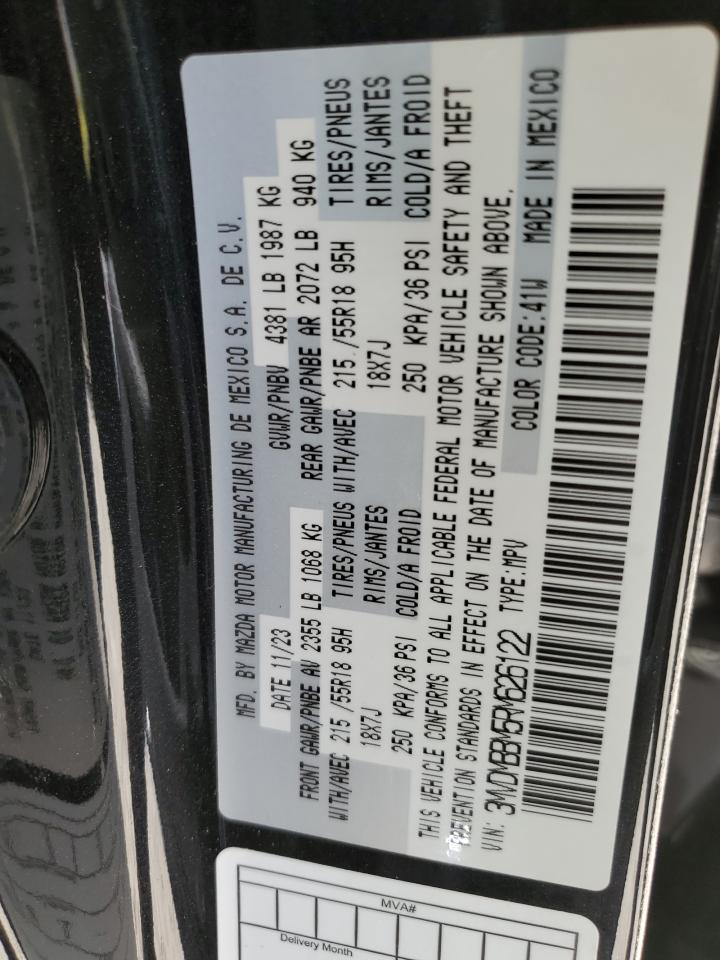 MFD. BY MAZDA MOTOR MANUFACTURING DE MEXICO S.A. DE C.V.
DATE 11/23 GVWR/PNBV 4381 LB 1987 KG
FRONT GAWR/PNBE AV 2355 LB 1068 KG REAR GAWR/PNBE AR 2072 LB 940 KG
WITH/AVEC 215 /55R18 95H TIRES/PNEUS WITH/AVEC 215 /55R18 95H TIRES/PNEUS
18X7J RIMS/JANTES 18X7J RIMS/JANTES
250 KPA/36 PSI COLD/A FROID 250 KPA/36 PSI COLD/A FROID
THIS VEHICLE CONFORMS TO ALL APPLICABLE FEDERAL MOTOR VEHICLE SAFETY AND THEFT
PREVENTION STANDARDS IN EFFECT ON THE DATE OF MANUFACTURE SHOWN ABOVE.
VIN: 3MVDMBBM5RM626122 TYPE:MPV COLOR CODE:41W MADE IN MEXICO
MVA#
Delivery Month